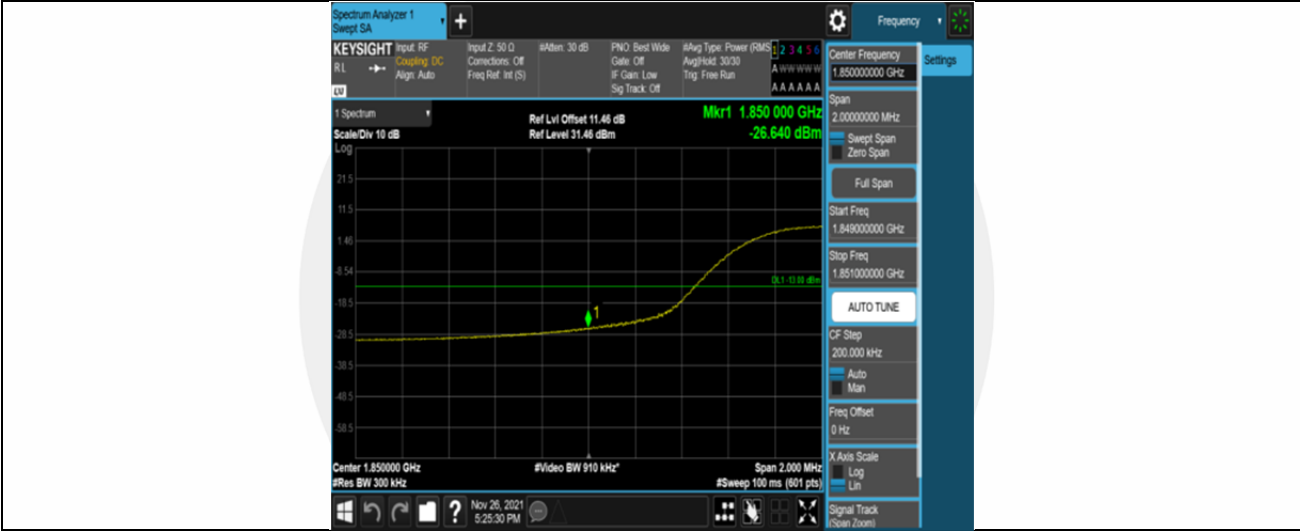 Spectrum Analyzer 1
Swept SA
+
Frequency
KEYSIGHT
RL
Input: RF
Coupling: DC
Align: Auto
Input Z: 50 Ω
Corrections: Off
Freq Ref: Int (S)
#Atten: 30 dB
PNO: Best Wide
Gate: Off
IF Gain: Low
Sig Track: Off
#Avg Type: Power (RMS
Avg|Hold: 30/30
Trig: Free Run
1 2 3 4 5 6
A W W W W W
A A A A A A
1 Spectrum
Scale/Div 10 dB
Log
Ref Lvl Offset 11.46 dB
Ref Level 31.46 dBm
Mkr1 1.850 000 GHz
-26.640 dBm
21.5
11.5
1.46
-8.54
-18.5
-28.5
-38.5
-48.5
-58.5
DL1 -13.00 dBm
1
Center 1.850000 GHz
#Res BW 300 kHz
#Video BW 910 kHz*
Span 2.000 MHz
#Sweep 100 ms (601 pts)
Nov 26, 2021
5:25:30 PM
Center Frequency
1.850000000 GHz
Settings
Span
2.00000000 MHz
Swept Span
Zero Span
Full Span
Start Freq
1.849000000 GHz
Stop Freq
1.851000000 GHz
AUTO TUNE
CF Step
200.000 kHz
Auto
Man
Freq Offset
0 Hz
X Axis Scale
Log
Lin
Signal Track
(Span Zoom)